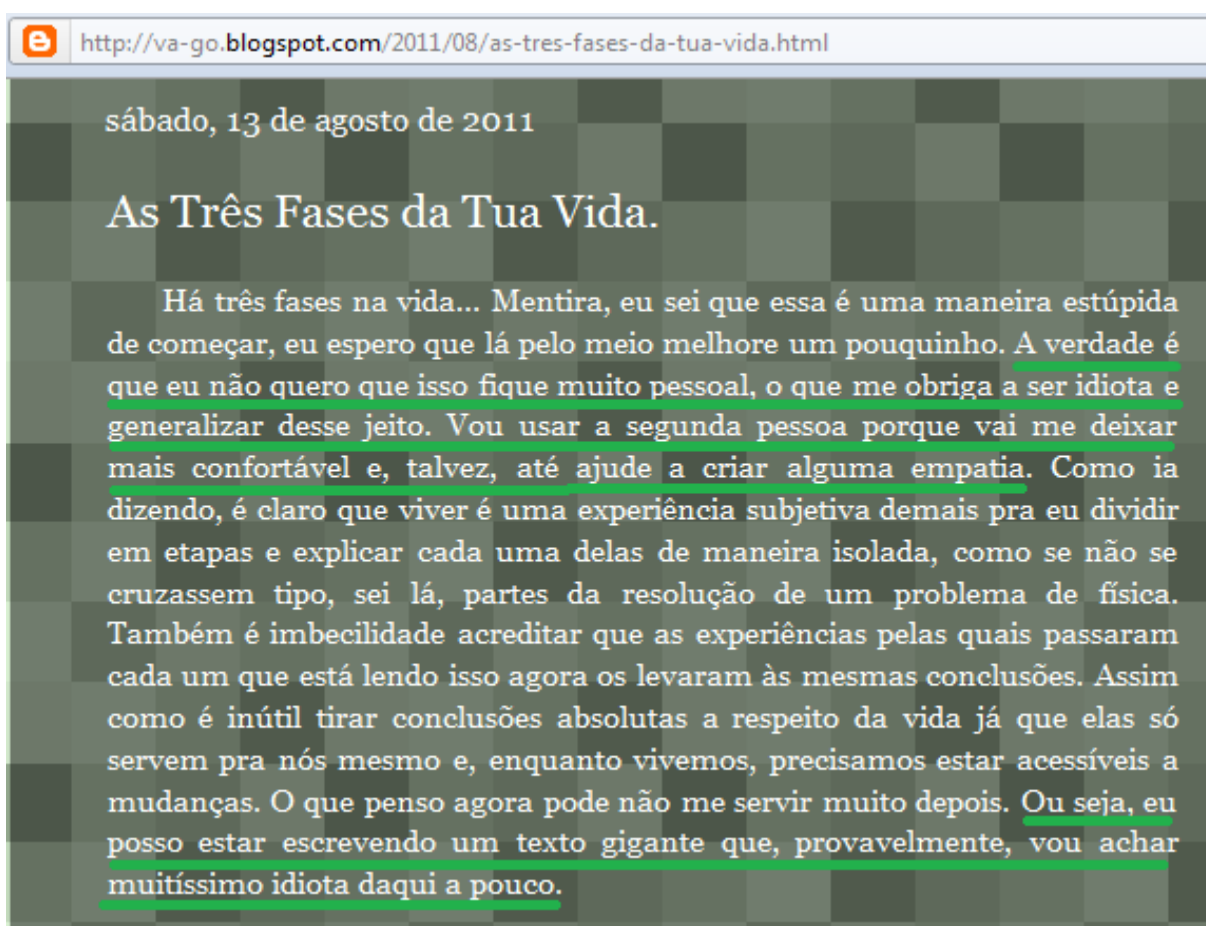 http://va-go.blogspot.com/2011/08/as-tres-fases-da-tua-vida.html
sábado, 13 de agosto de 2011
As Três Fases da Tua Vida.
Há três fases na vida... Mentira, eu sei que essa é uma maneira estúpida
de começar, eu espero que lá pelo meio melhore um pouquinho. A verdade é
que eu não quero que isso fique muito pessoal, o que me obriga a ser idiota e
generalizar desse jeito. Vou usar a segunda pessoa porque vai me deixar
mais confortável e, talvez, até ajude a criar alguma empatia. Como ia
dizendo, é claro que viver é uma experiência subjetiva demais pra eu dividir
em etapas e explicar cada uma delas de maneira isolada, como se não se
cruzassem tipo, sei lá, partes da resolução de um problema de física.
Também é imbecilidade acreditar que as experiências pelas quais passaram
cada um que está lendo isso agora os levaram às mesmas conclusões. Assim
como é inútil tirar conclusões absolutas a respeito da vida já que elas só
servem pra nós mesmo e, enquanto vivemos, precisamos estar acessíveis a
mudanças. O que penso agora pode não me servir muito depois. Ou seja, eu
posso estar escrevendo um texto gigante que, provavelmente, vou achar
muitíssimo idiota daqui a pouco.